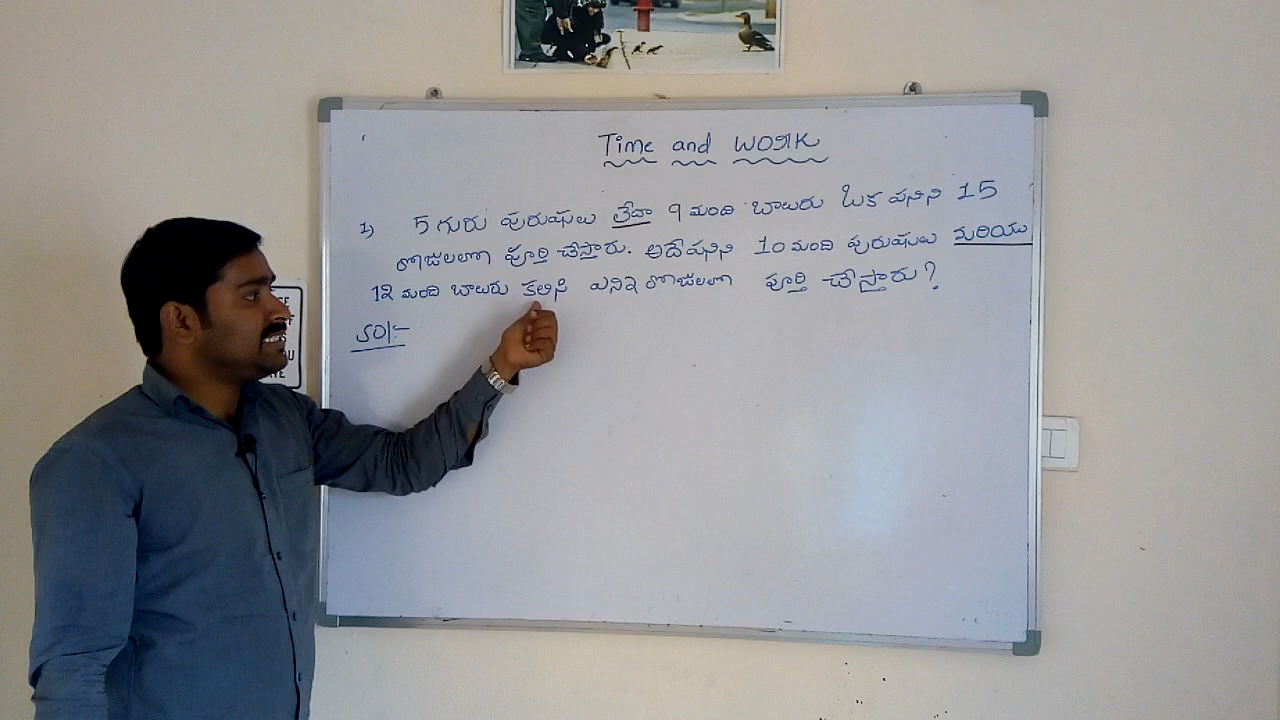 Time and WORK
1) 5 గురు పురుషులు లేదా 9 మంది బాలురు ఒక పనిని 15
రోజులలో పూర్తి చేస్తారు. అదేపనిని 10 మంది పురుషులు మరియు
12 మంది బాలురు కలిసి ఎన్ని రోజులలో పూర్తి చేస్తారు?
Sol:-